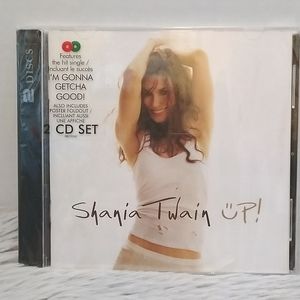 2 DISCS
Features
the hit single /
Incluant le succès
I'M GONNA
GETCHA
GOOD!
ALSO INCLUDES
POSTER FOLDOUT /
INCLUANT AUSSI
UNE AFFICHE
2 CD SET
Shania Twain UP!